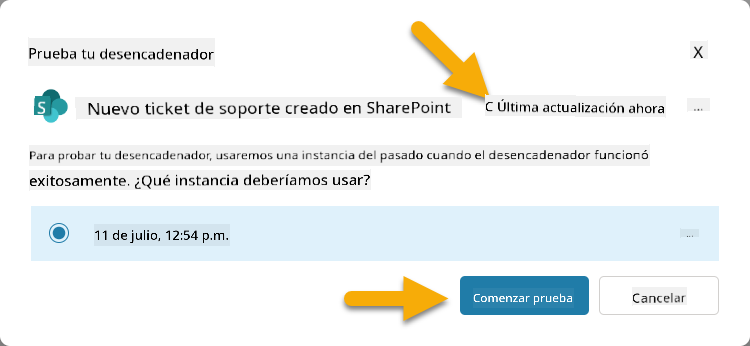 Prueba tu desencadenador
X
S
Nuevo ticket de soporte creado en SharePoint
C Última actualización ahora
...
Para probar tu desencadenador, usaremos una instancia del pasado cuando el desencadenador funcionó
exitosamente. ¿Qué instancia deberíamos usar?
11 de julio, 12:54 p.m.
...
Comenzar prueba
Cancelar